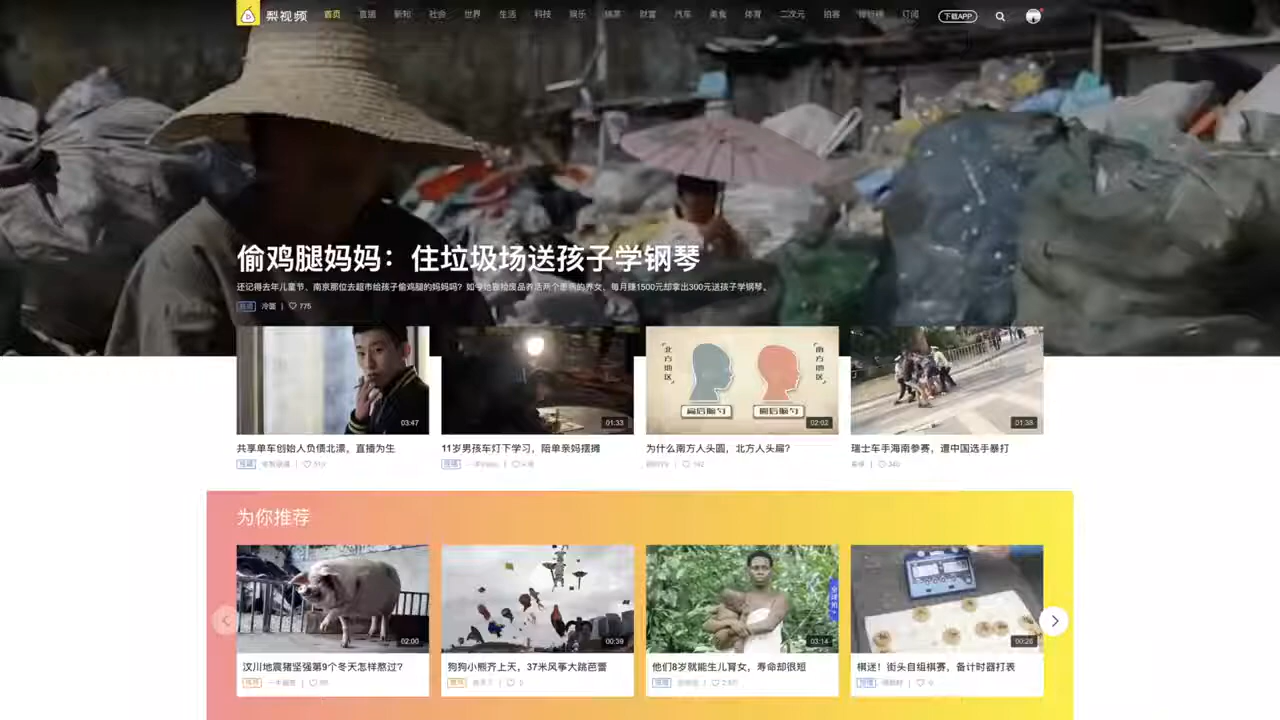 梨视频 首页 直播 新知 社会 世界 生活 科技 娱乐 搞笑 财富 汽车 美食 体育 二次元 拍客 排行榜 订阅 下载APP
偷鸡腿妈妈：住垃圾场送孩子学钢琴
还记得去年儿童节、南京那位去超市给孩子偷鸡腿的妈妈吗？如今她靠捡废品养活两个患病的养女、每月赚1500元却拿出300元送孩子学钢琴。
冷面 | 775
北方地区
南方地区
03:47
01:33
02:02
01:38
共享单车创始人负债北漂，直播为生
11岁男孩车灯下学习，陪单亲妈摆摊
为什么南方人头圆，北方人头扁？
瑞士车手海南参赛，遭中国选手暴打
为你推荐
02:00
00:39
03:14
00:26
汶川地震猪坚强第9个冬天怎样熬过？
狗狗小熊齐上天，37米风筝大跳芭蕾
他们8岁就能生儿育女，寿命却很短
棋迷！街头自组棋赛，备计时器打表